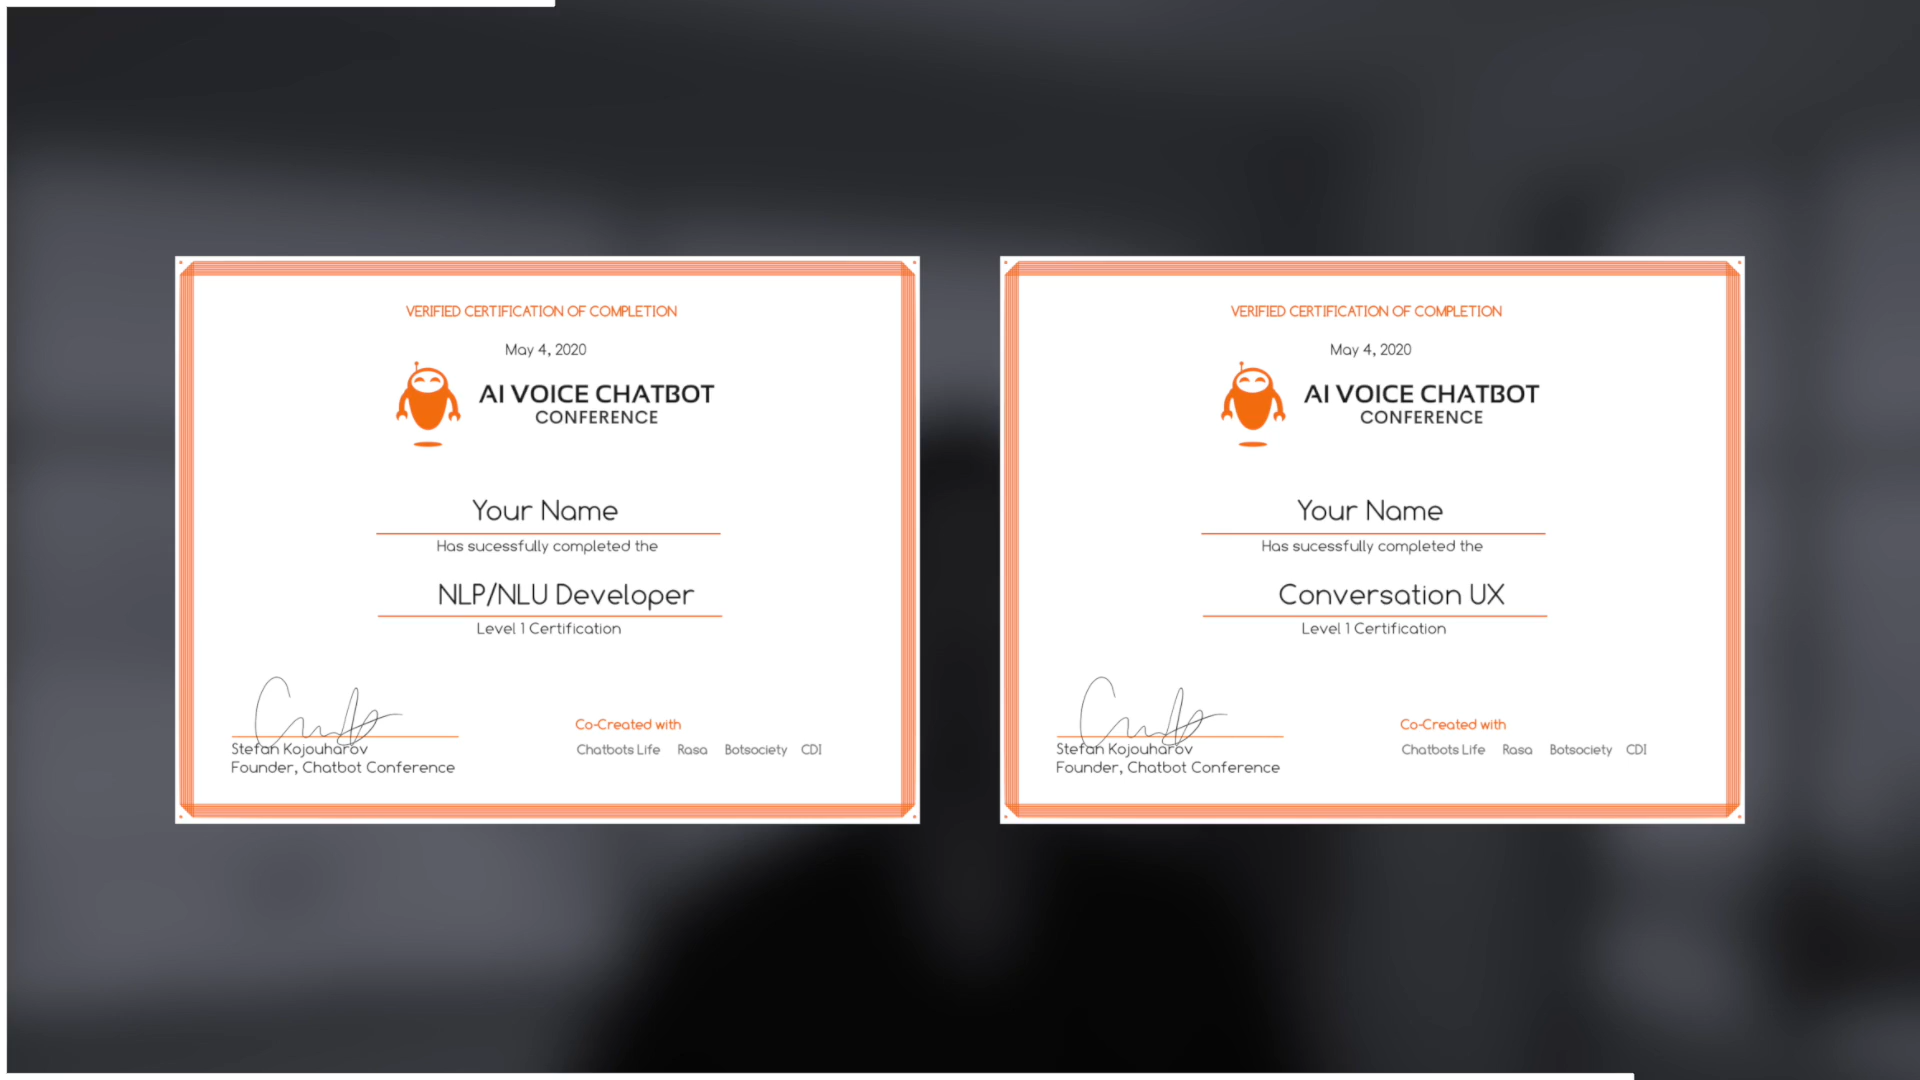 VERIFIED CERTIFICATION OF COMPLETION
May 4, 2020
AI VOICE CHATBOT
CONFERENCE
Your Name
Has sucessfully completed the
NLP/NLU Developer
Level 1 Certification
Stefan Kojouharov
Founder, Chatbot Conference
Co-Created with
Chatbots Life Rasa Botsociety CDI
VERIFIED CERTIFICATION OF COMPLETION
May 4, 2020
AI VOICE CHATBOT
CONFERENCE
Your Name
Has sucessfully completed the
Conversation UX
Level 1 Certification
Stefan Kojouharov
Founder, Chatbot Conference
Co-Created with
Chatbots Life Rasa Botsociety CDI